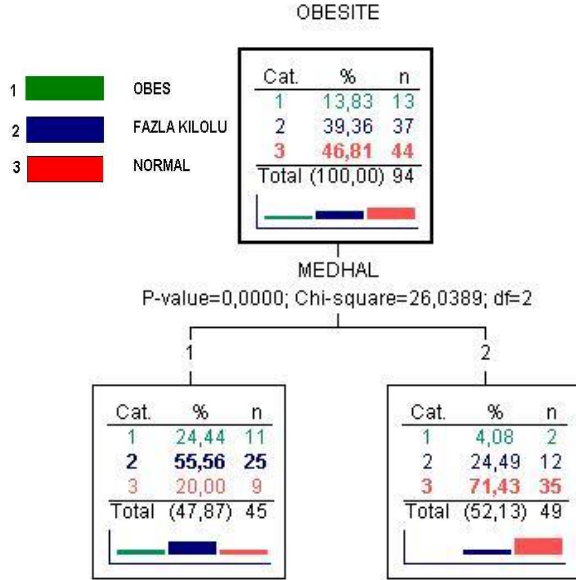 OBESITE
1 OBES
2 FAZLA KILOLU
3 NORMAL
Cat. % n
1 13,83 13
2 39,36 37
3 46,81 44
Total (100,00) 94
MEDHAL
P-value=0,0000; Chi-square=26,0389; df=2
1
Cat. % n
1 24,44 11
2 55,56 25
3 20,00 9
Total (47,87) 45
2
Cat. % n
1 4,08 2
2 24,49 12
3 71,43 35
Total (52,13) 49